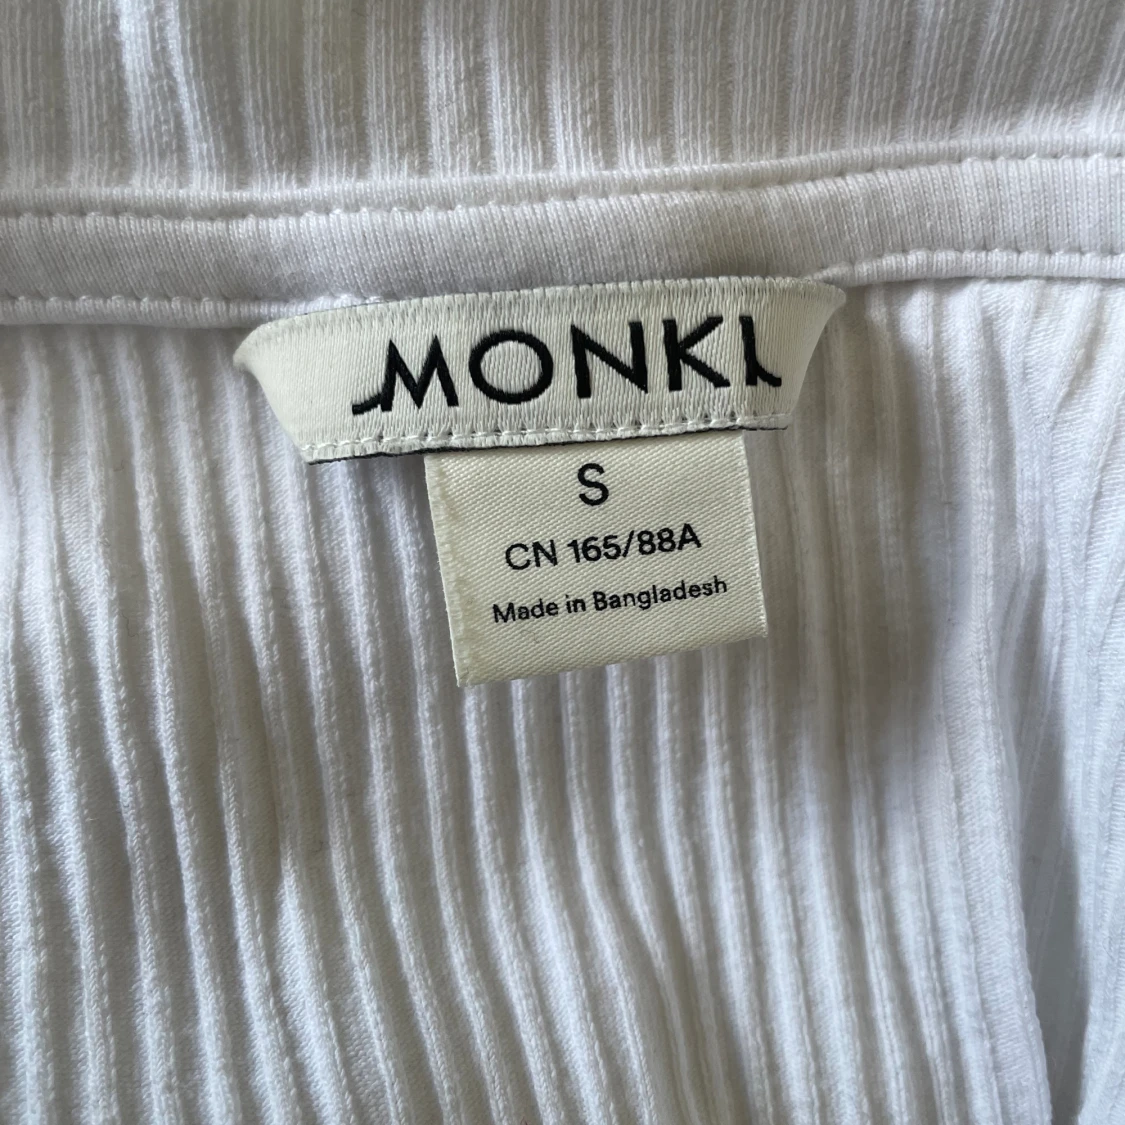 MONKI
S
CN 165/88A
Made in Bangladesh